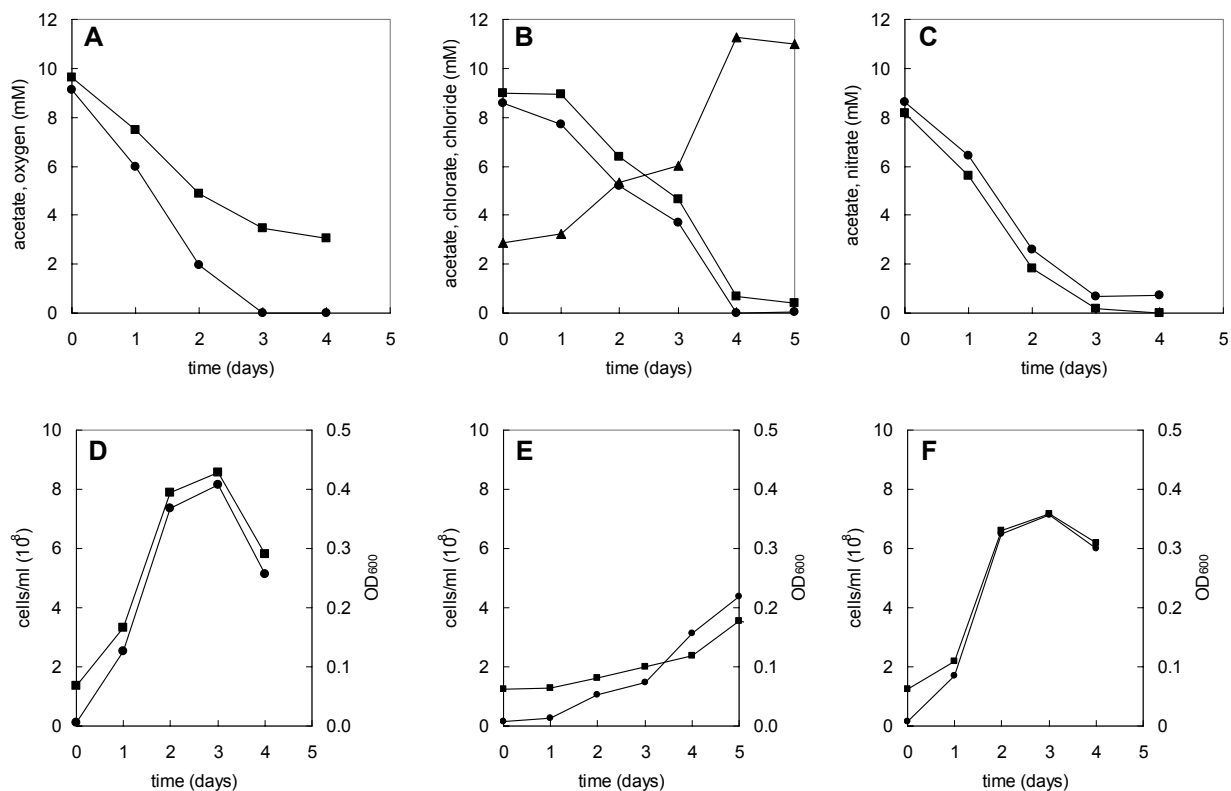 A
acetate, oxygen (mM)
12
10
8
6
4
2
0
0 1 2 3 4 5
time (days)
B
acetate, chlorate, chloride (mM)
12
10
8
6
4
2
0
0 1 2 3 4 5
time (days)
C
acetate, nitrate (mM)
12
10
8
6
4
2
0
0 1 2 3 4 5
time (days)
D
cells/ml (10⁸)
10
8
6
4
2
0
0.5
0.4
0.3
0.2
0.1
0.0
OD₆₀₀
0 1 2 3 4 5
time (days)
E
cells/ml (10⁸)
10
8
6
4
2
0
0.5
0.4
0.3
0.2
0.1
0.0
OD₆₀₀
0 1 2 3 4 5
time (days)
F
cells/ml (10⁸)
10
8
6
4
2
0
0.5
0.4
0.3
0.2
0.1
0.0
OD₆₀₀
0 1 2 3 4 5
time (days)